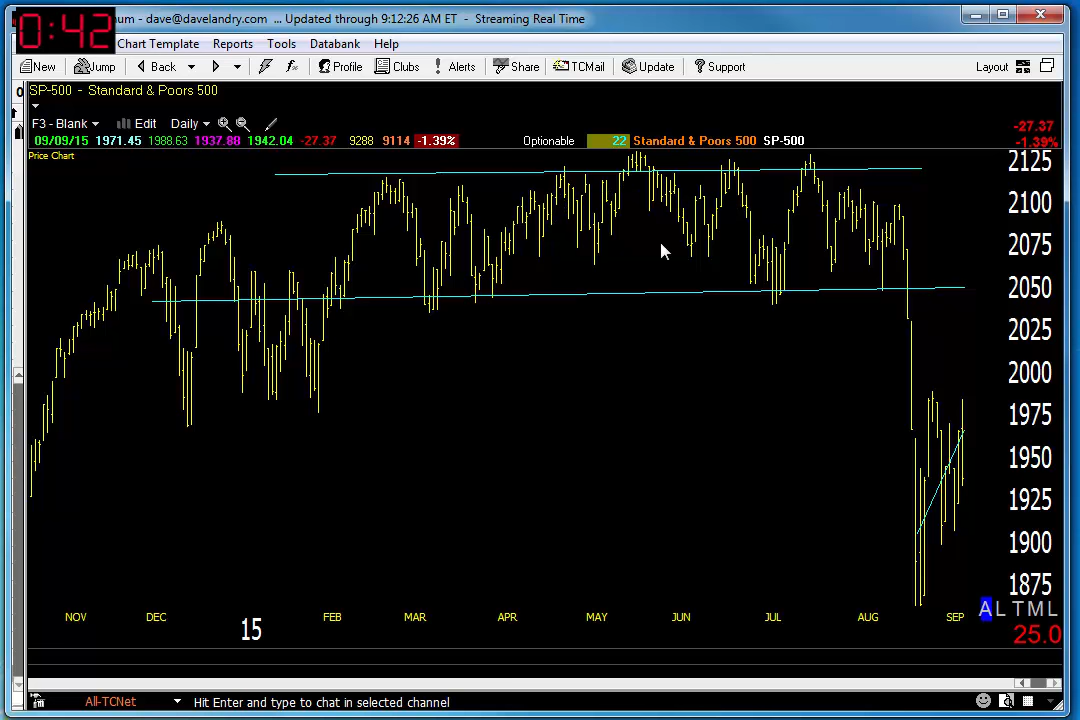 0:42 num - dave@davelandry.com ... Updated through 9:12:26 AM ET - Streaming Real Time
Chart Template Reports Tools Databank Help
New Jump Back Profile Clubs Alerts Share TCMail Update Support Layout
SP-500 - Standard & Poors 500
F3 - Blank Edit Daily
-27.37
09/09/15 1971.45 1988.63 1937.88 1942.04 -27.37 9288 9114 -1.39% Optionable 22 Standard & Poors 500 SP-500 -1.39%
Price Chart
2125
2100
2075
2050
2025
2000
1975
1950
1925
1900
1875
A L T M L
NOV DEC 15 FEB MAR APR MAY JUN JUL AUG SEP
25.0
All-TCNet Hit Enter and type to chat in selected channel